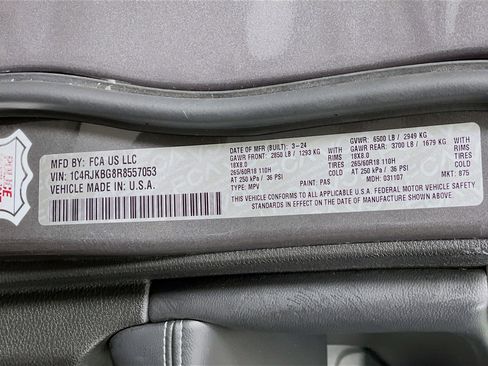 MFD BY: FCA US LLC
VIN: 1C4RJKBG8R8557053
VEHICLE MADE IN: U.S.A.
DATE OF MFR (BUILT): 3-24
GAWR FRONT: 2850 LB / 1293 KG
18X8.0 RIMS
265/60R18 110H TIRES
AT 250 kPa / 36 PSI COLD
TYPE: MPV PAINT: PAS
GVWR: 6500 LB / 2949 KG
GAWR REAR: 3700 LB / 1679 KG
18X8.0 RIMS
265/60R18 110H TIRES
AT 250 kPa / 36 PSI COLD
MDH: 031107 MKT: 875
THIS VEHICLE CONFORMS TO ALL APPLICABLE U.S.A. FEDERAL MOTOR VEHICLE SAFETY
STANDARDS IN EFFECT ON THE DATE OF MANUFACTURE SHOWN ABOVE.